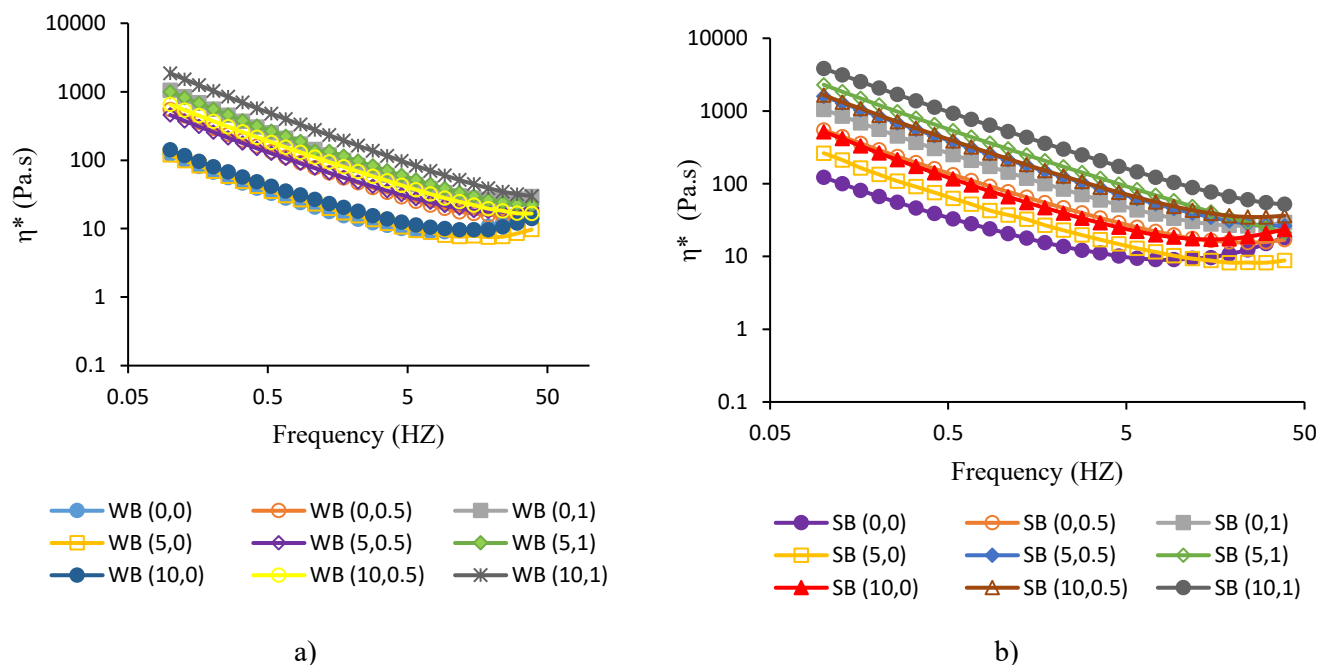 10000
1000
100
10
1
0.1
η* (Pa.s)
0.05 0.5 5 50
Frequency (HZ)
WB (0,0) WB (0,0.5) WB (0,1)
WB (5,0) WB (5,0.5) WB (5,1)
WB (10,0) WB (10,0.5) WB (10,1)
a)
10000
1000
100
10
1
0.1
η* (Pa.s)
0.05 0.5 5 50
Frequency (HZ)
SB (0,0) SB (0,0.5) SB (0,1)
SB (5,0) SB (5,0.5) SB (5,1)
SB (10,0) SB (10,0.5) SB (10,1)
b)